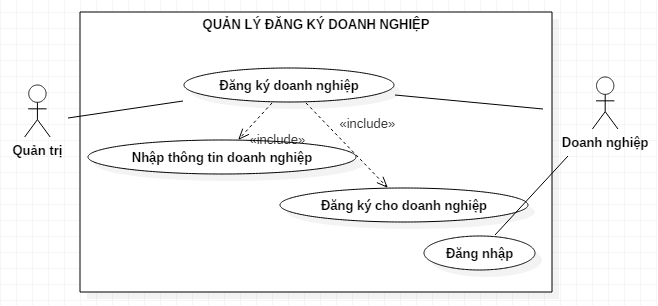 QUẢN LÝ ĐĂNG KÝ DOANH NGHIỆP
Đăng ký doanh nghiệp
«include»
«include»
Quản trị
Doanh nghiệp
Nhập thông tin doanh nghiệp
Đăng ký cho doanh nghiệp
Đăng nhập